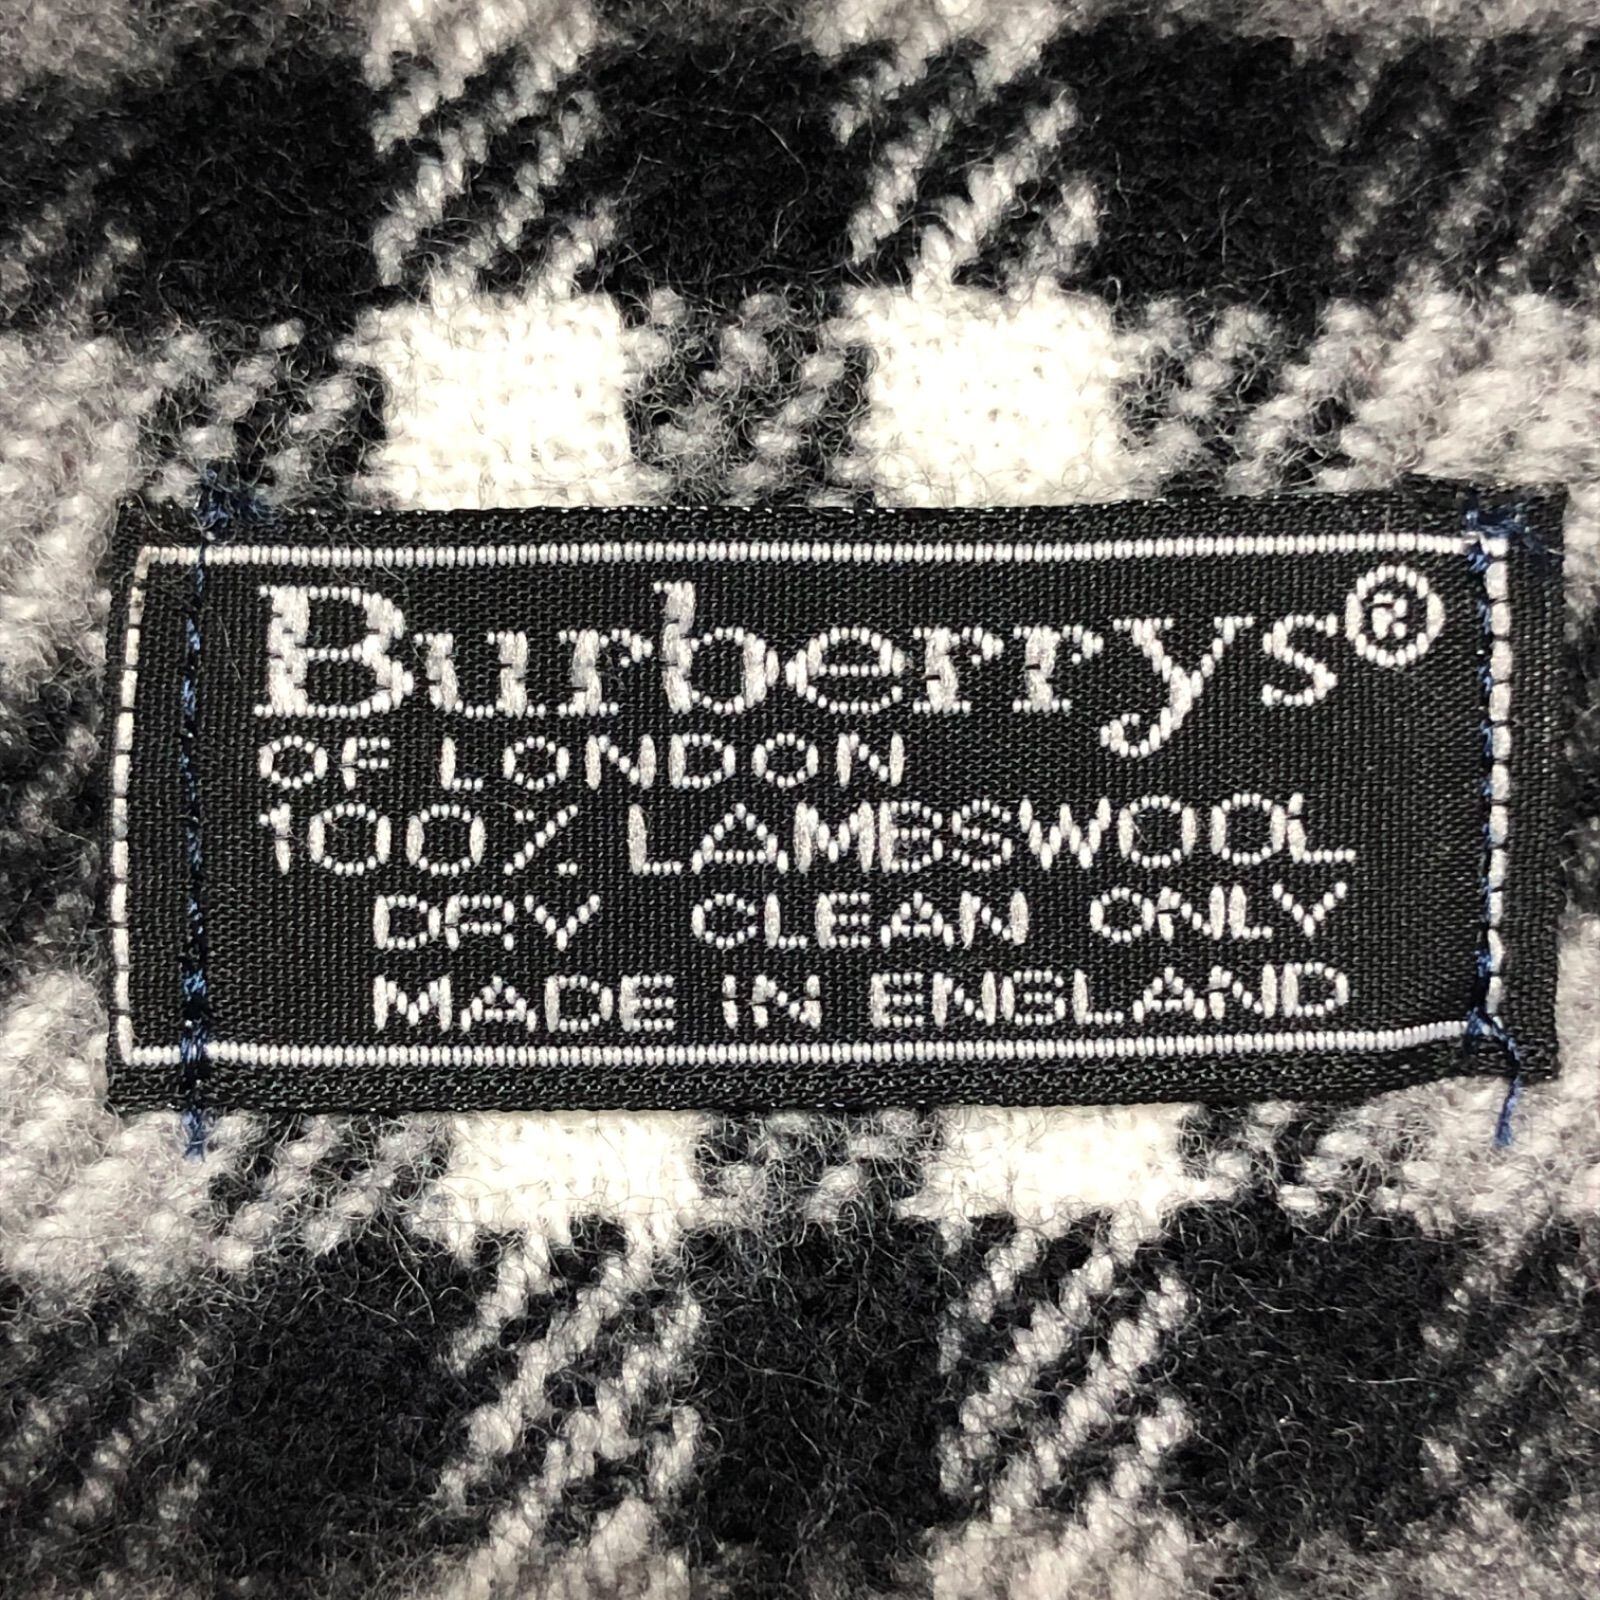 Burberrys®
OF LONDON
100% LAMBSWOOL
DRY CLEAN ONLY
MADE IN ENGLAND